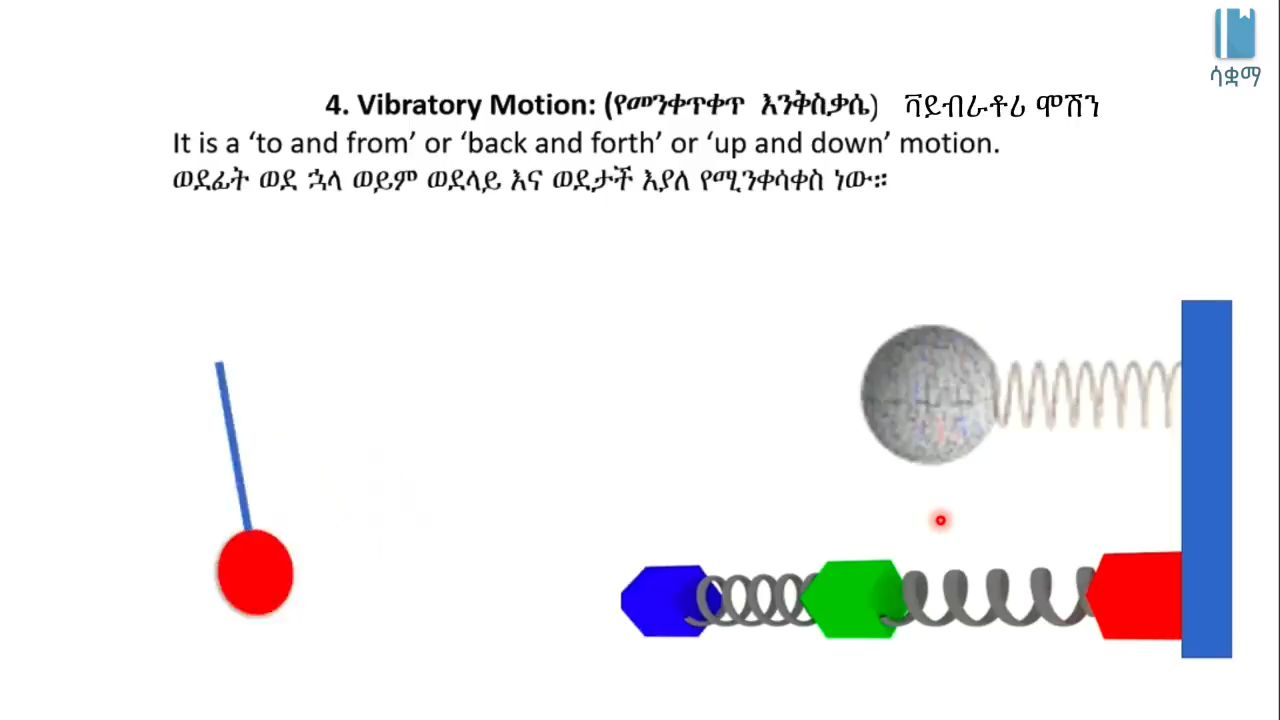 ሳቋማ
4. Vibratory Motion: (የመንቀጥቀጥ እንቅስቃሴ) ቫይብራቶሪ ሞሽን
It is a ‘to and from’ or ‘back and forth’ or ‘up and down’ motion.
ወደፊት ወደ ኋላ ወይም ወደላይ እና ወደታች እያለ የሚንቀሳቀስ ነው።